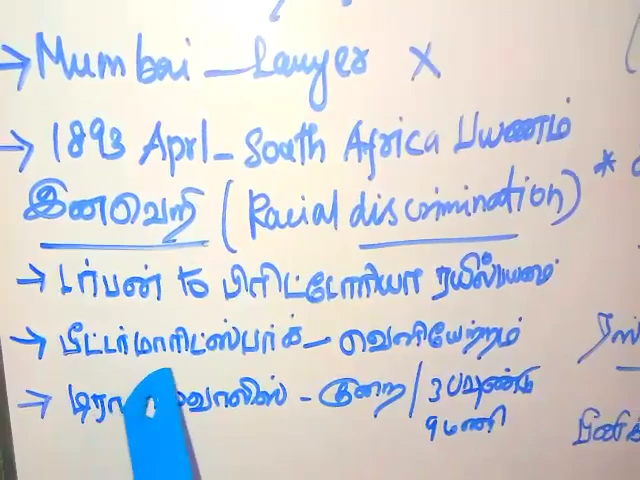 → Mumbai - Lawyer X
→ 1893 Aprl - South Africa பயணம்
இனவெறி (Racial discrimination) *
→ டர்பன் to பிரிட்டோரியா ரயில்பயணம்
→ பீட்டர்மாரிட்ஸ்பர்க் - வெளியேற்றம்
→ - வரி / 3 பவுண்டு
9 மணி